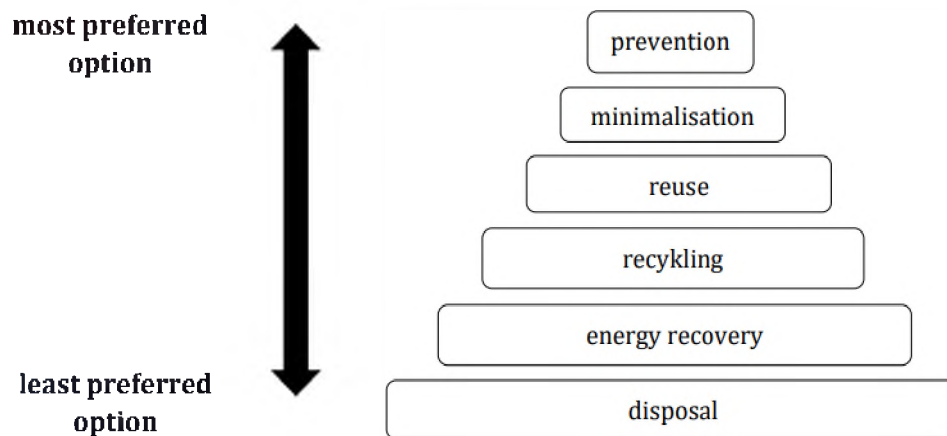 most preferred
option
prevention
minimalisation
reuse
recykling
energy recovery
least preferred
option
disposal